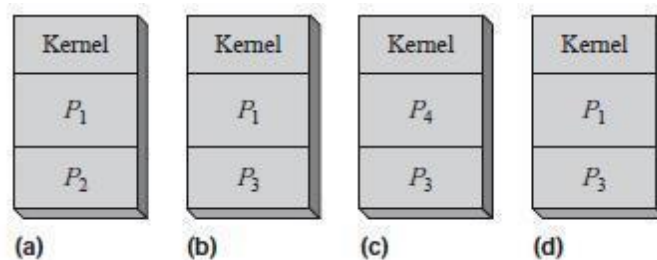 Kernel
P₁
P₂
(a)
Kernel
P₁
P₃
(b)
Kernel
P₄
P₃
(c)
Kernel
P₁
P₃
(d)